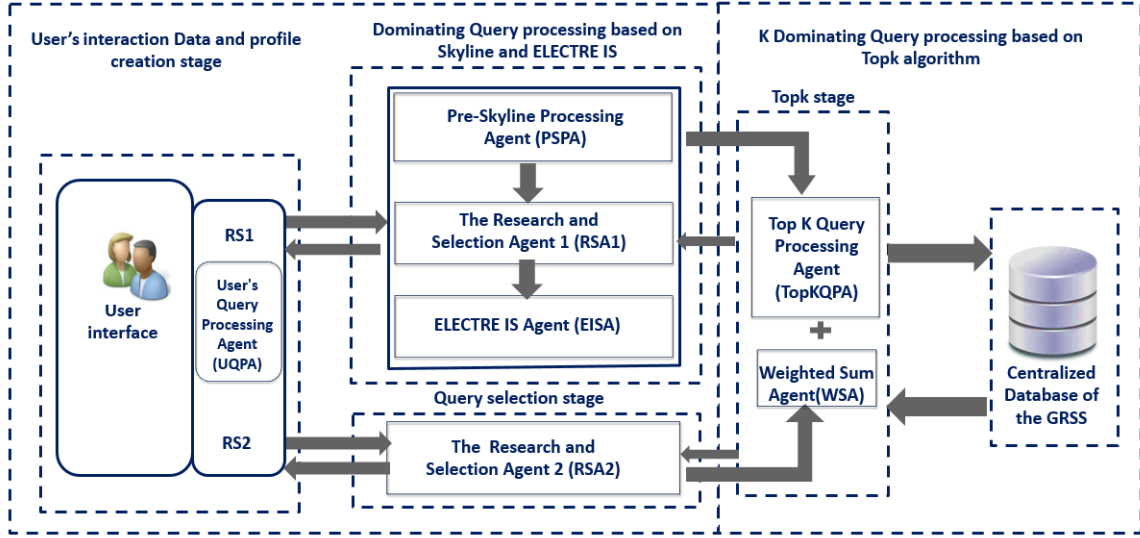 User's interaction Data and profile
creation stage
Dominating Query processing based on
Skyline and ELECTRE IS
K Dominating Query processing based on
Topk algorithm
Topk stage
Pre-Skyline Processing
Agent (PSPA)
The Research and
Selection Agent 1 (RSA1)
ELECTRE IS Agent (EISA)
User
interface
RS1
User's
Query
Processing
Agent
(UQPA)
RS2
Query selection stage
The Research and
Selection Agent 2 (RSA2)
Top K Query
Processing
Agent
(TopKQPA)
+
Weighted Sum
Agent(WSA)
Centralized
Database of
the GRSS